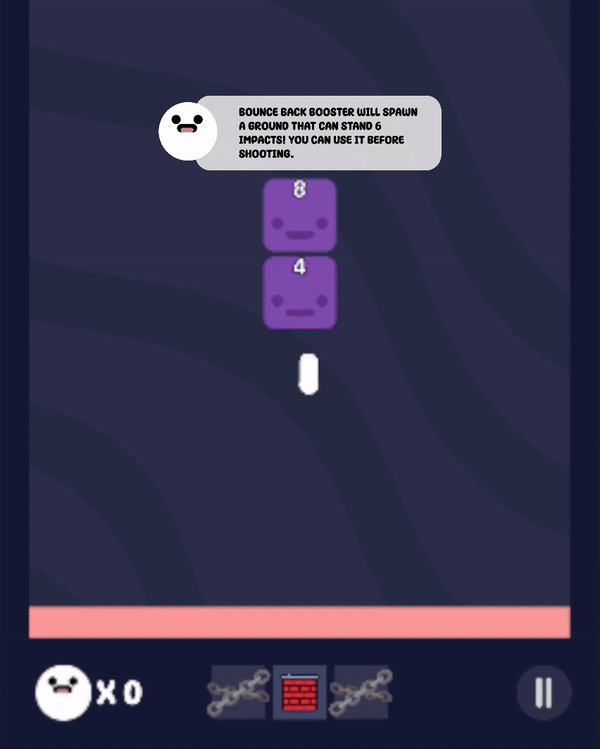 BOUNCE BACK BOOSTER WILL SPAWN
A GROUND THAT CAN STAND 6
IMPACTS! YOU CAN USE IT BEFORE
SHOOTING.
8
4
X 0